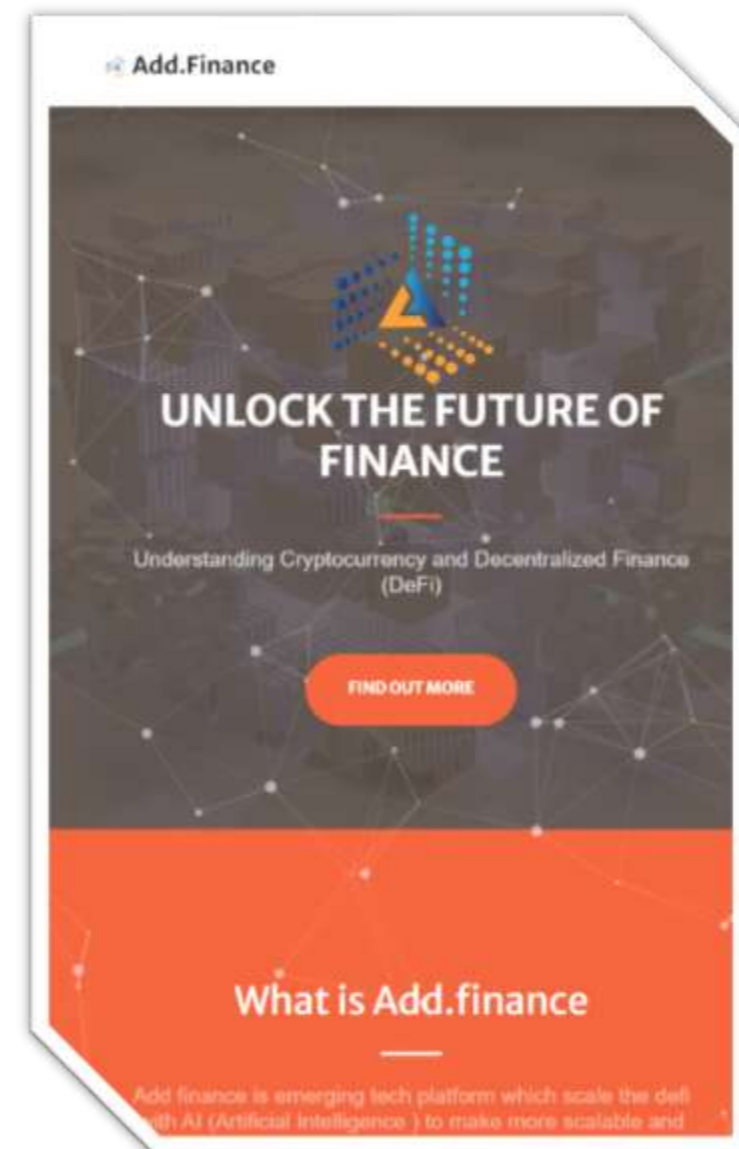 Add.Finance
UNLOCK THE FUTURE OF
FINANCE
Understanding Cryptocurrency and Decentralized Finance
(DeFi)
FIND OUT MORE
What is Add.finance
Add finance is emerging tech platform which scale the defi
with AI (Artificial Intelligence ) to make more scalable and